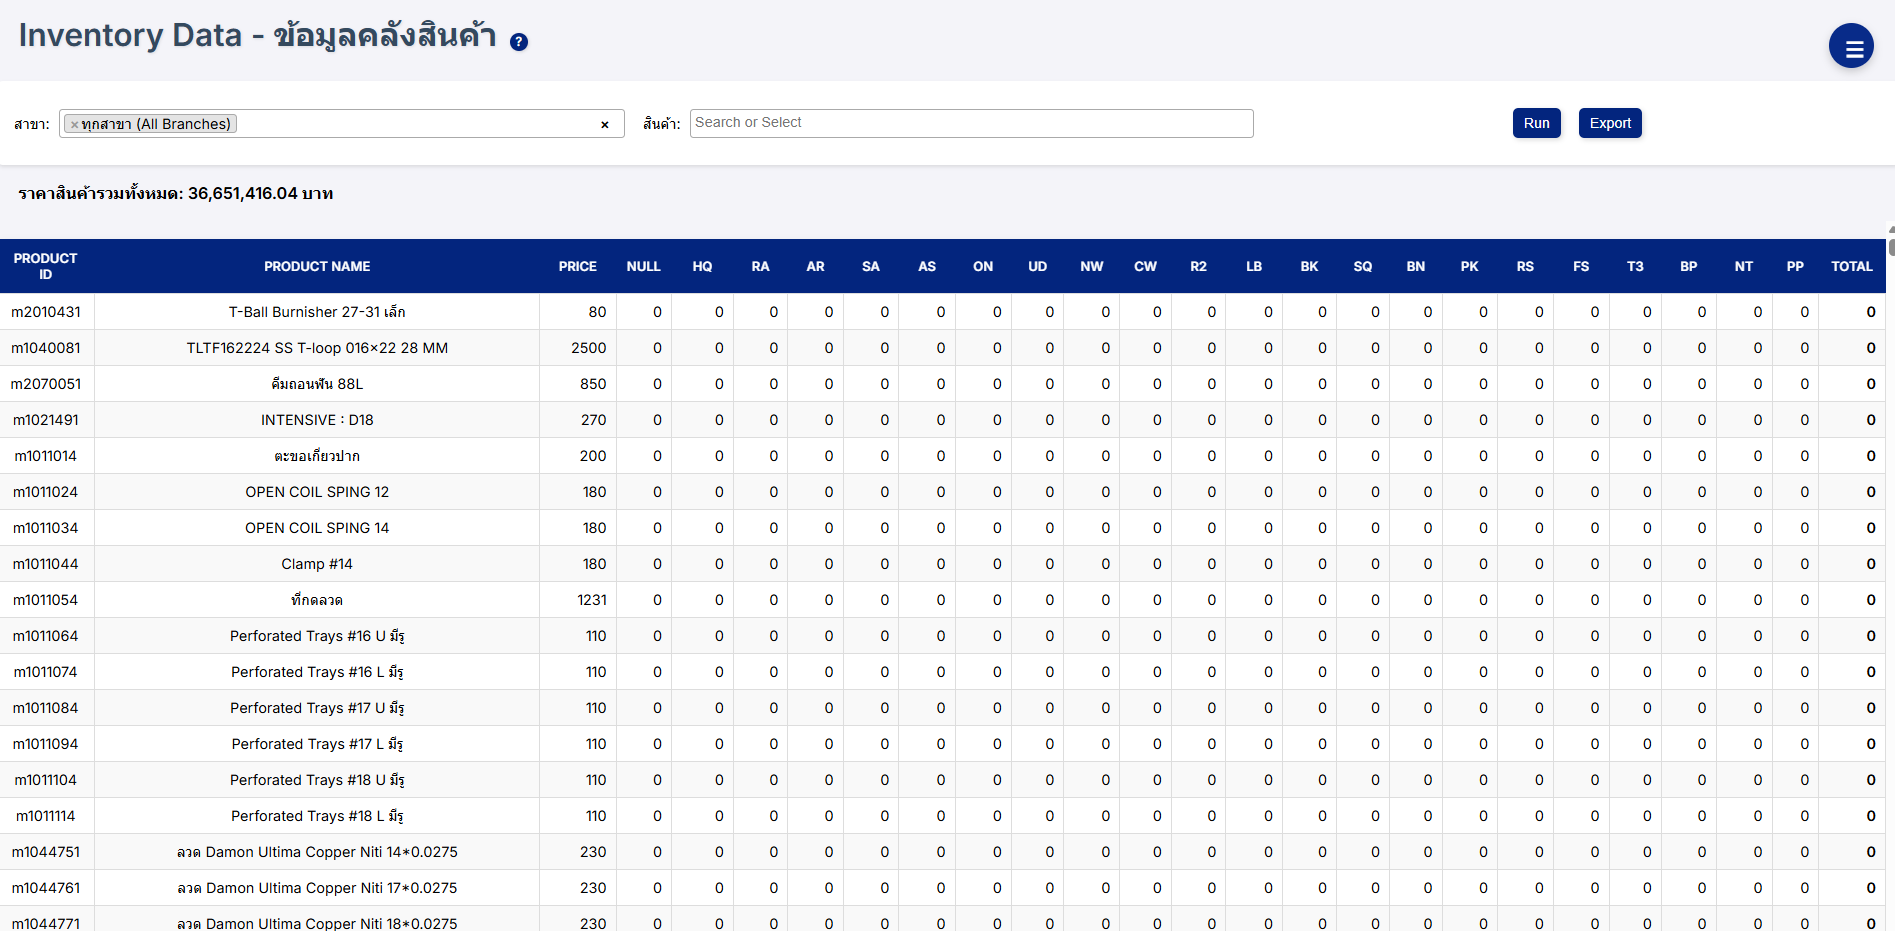 Inventory Data - ข้อมูลคลังสินค้า ?
สาขา: × ทุกสาขา (All Branches) × สินค้า: Search or Select Run Export
ราคาสินค้ารวมทั้งหมด: 36,651,416.04 บาท
PRODUCT ID PRODUCT NAME PRICE NULL HQ RA AR SA AS ON UD NW CW R2 LB BK SQ BN PK RS FS T3 BP NT PP TOTAL
m2010431 T-Ball Burnisher 27-31 เล็ก 80 0 0 0 0 0 0 0 0 0 0 0 0 0 0 0 0 0 0 0 0 0 0 0
m1040081 TLTF162224 SS T-loop 016x22 28 MM 2500 0 0 0 0 0 0 0 0 0 0 0 0 0 0 0 0 0 0 0 0 0 0 0
m2070051 คีมถอนฟัน 88L 850 0 0 0 0 0 0 0 0 0 0 0 0 0 0 0 0 0 0 0 0 0 0 0
m1021491 INTENSIVE : D18 270 0 0 0 0 0 0 0 0 0 0 0 0 0 0 0 0 0 0 0 0 0 0 0
m1011014 ตะขอเกี่ยวปาก 200 0 0 0 0 0 0 0 0 0 0 0 0 0 0 0 0 0 0 0 0 0 0 0
m1011024 OPEN COIL SPING 12 180 0 0 0 0 0 0 0 0 0 0 0 0 0 0 0 0 0 0 0 0 0 0 0
m1011034 OPEN COIL SPING 14 180 0 0 0 0 0 0 0 0 0 0 0 0 0 0 0 0 0 0 0 0 0 0 0
m1011044 Clamp #14 180 0 0 0 0 0 0 0 0 0 0 0 0 0 0 0 0 0 0 0 0 0 0 0
m1011054 ที่กดลวด 1231 0 0 0 0 0 0 0 0 0 0 0 0 0 0 0 0 0 0 0 0 0 0 0
m1011064 Perforated Trays #16 U มีรู 110 0 0 0 0 0 0 0 0 0 0 0 0 0 0 0 0 0 0 0 0 0 0 0
m1011074 Perforated Trays #16 L มีรู 110 0 0 0 0 0 0 0 0 0 0 0 0 0 0 0 0 0 0 0 0 0 0 0
m1011084 Perforated Trays #17 U มีรู 110 0 0 0 0 0 0 0 0 0 0 0 0 0 0 0 0 0 0 0 0 0 0 0
m1011094 Perforated Trays #17 L มีรู 110 0 0 0 0 0 0 0 0 0 0 0 0 0 0 0 0 0 0 0 0 0 0 0
m1011104 Perforated Trays #18 U มีรู 110 0 0 0 0 0 0 0 0 0 0 0 0 0 0 0 0 0 0 0 0 0 0 0
m1011114 Perforated Trays #18 L มีรู 110 0 0 0 0 0 0 0 0 0 0 0 0 0 0 0 0 0 0 0 0 0 0 0
m1044751 ลวด Damon Ultima Copper Niti 14*0.0275 230 0 0 0 0 0 0 0 0 0 0 0 0 0 0 0 0 0 0 0 0 0 0 0
m1044761 ลวด Damon Ultima Copper Niti 17*0.0275 230 0 0 0 0 0 0 0 0 0 0 0 0 0 0 0 0 0 0 0 0 0 0 0
m1044771 ลวด Damon Ultima Copper Niti 18*0.0275 230 0 0 0 0 0 0 0 0 0 0 0 0 0 0 0 0 0 0 0 0 0 0 0